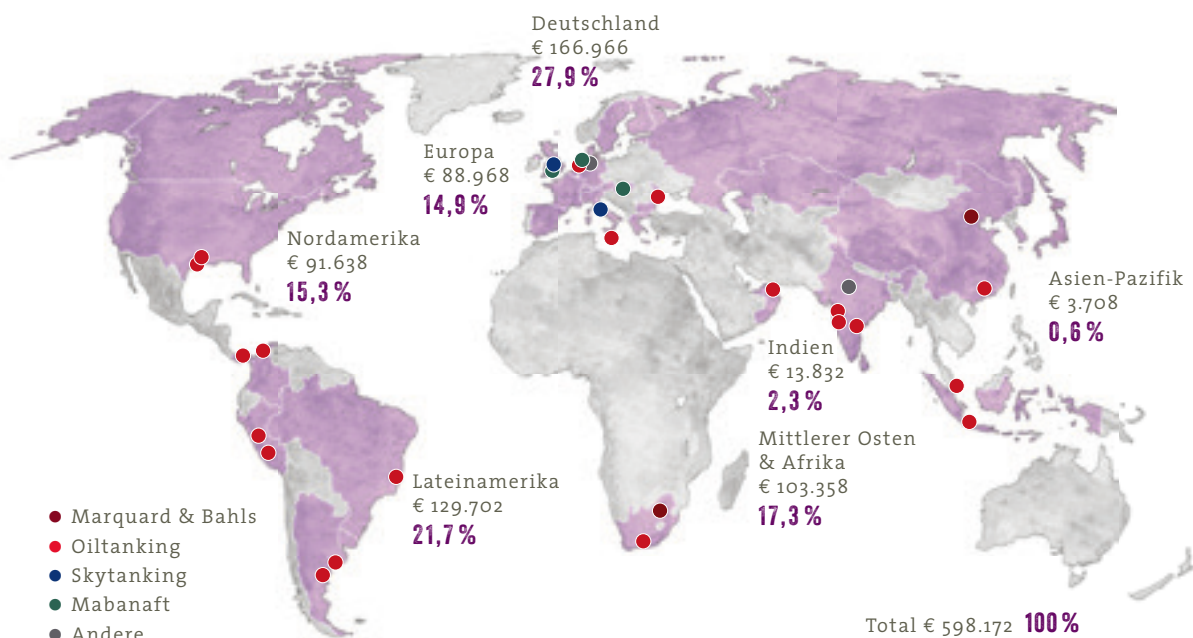 Deutschland
€ 166.966
27,9 %
Europa
€ 88.968
14,9 %
Nordamerika
€ 91.638
15,3 %
Asien-Pazifik
€ 3.708
0,6 %
Indien
€ 13.832
2,3 %
Mittlerer Osten
& Afrika
€ 103.358
17,3 %
Lateinamerika
€ 129.702
21,7 %
Marquard & Bahls
Oiltanking
Skytanking
Mabanaft
Andere
Total € 598.172 100 %